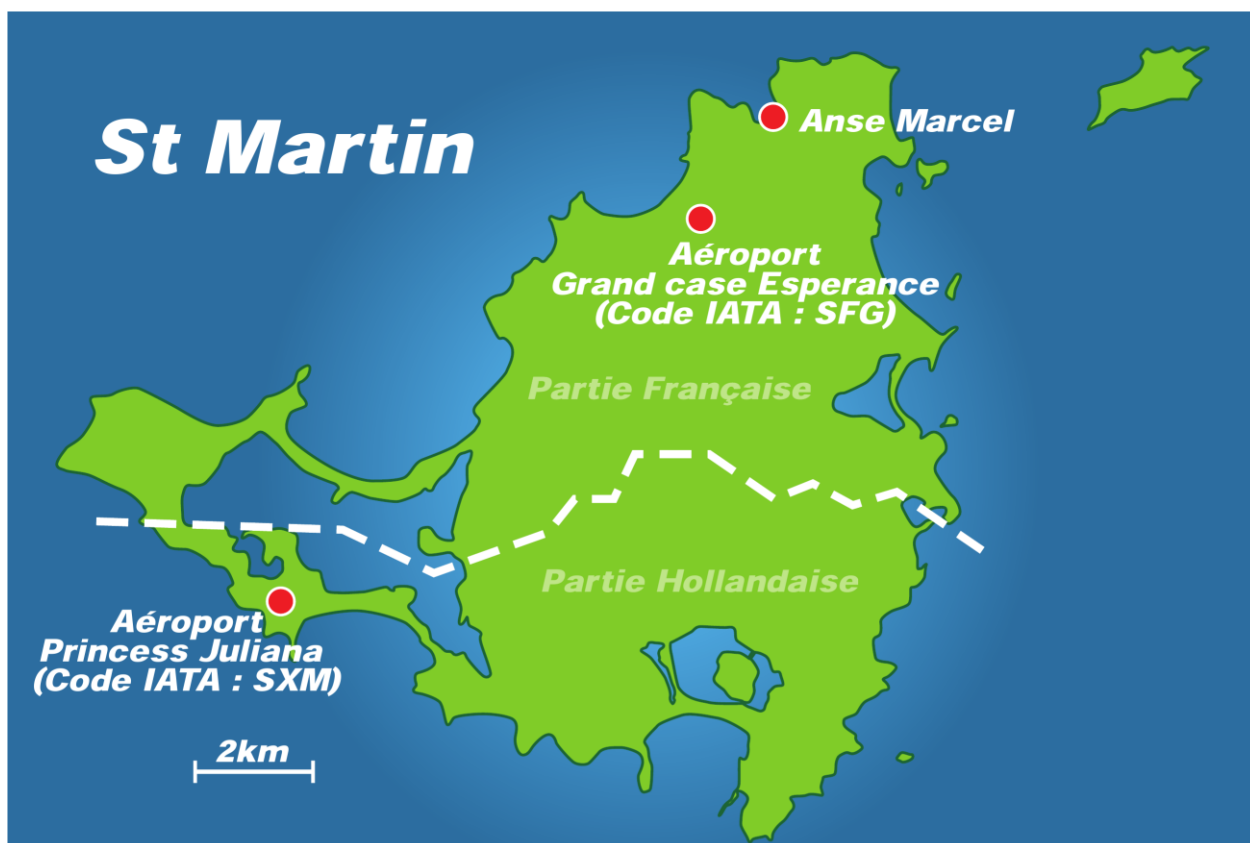 St Martin
Anse Marcel
Aéroport
Grand case Esperance
(Code IATA : SFG)
Partie Française
Partie Hollandaise
Aéroport
Princess Juliana
(Code IATA : SXM)
2km